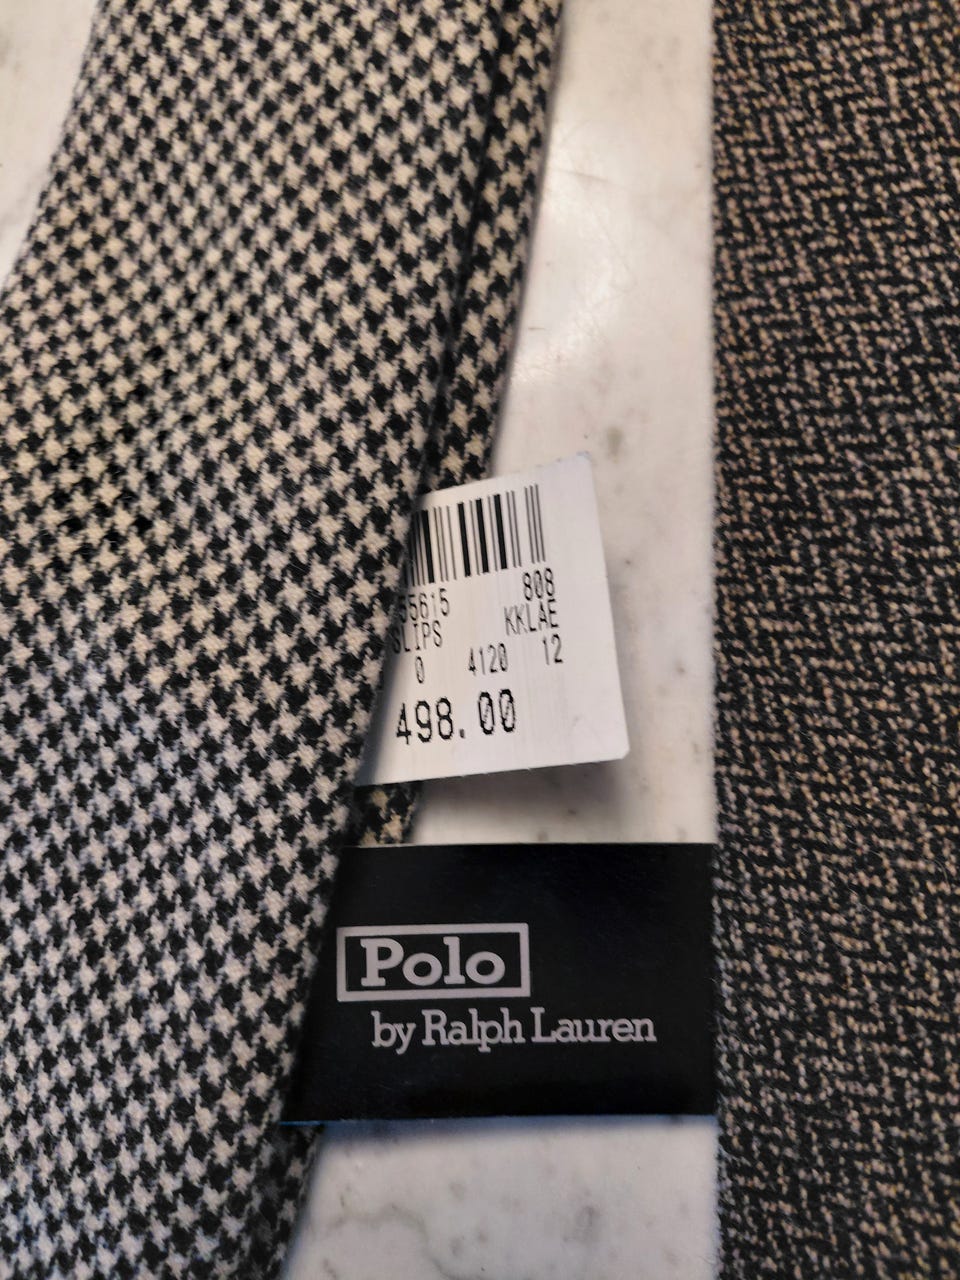 55615 808
SLIPS KKLAE
0 4120 12
498.00
Polo
by Ralph Lauren